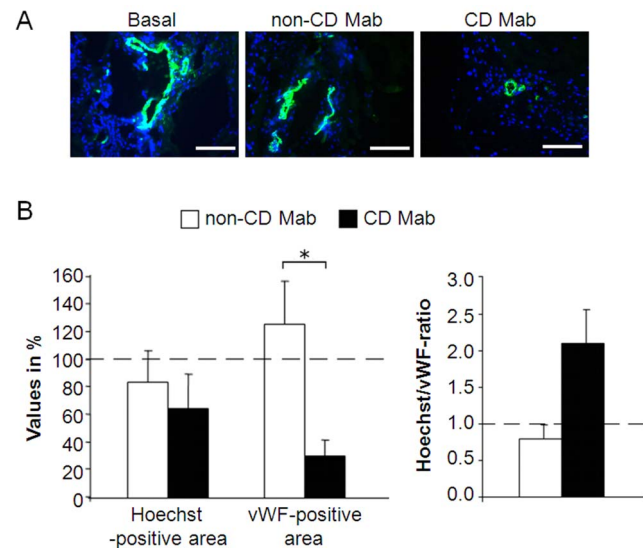 A
Basal
non-CD Mab
CD Mab
B
non-CD Mab
CD Mab
Values in %
160
140
120
100
80
60
40
20
0
*
Hoechst
-positive area
vWF-positive
area
Hoechst/vWF-ratio
3.0
2.5
2.0
1.5
1.0
0.5
0.0